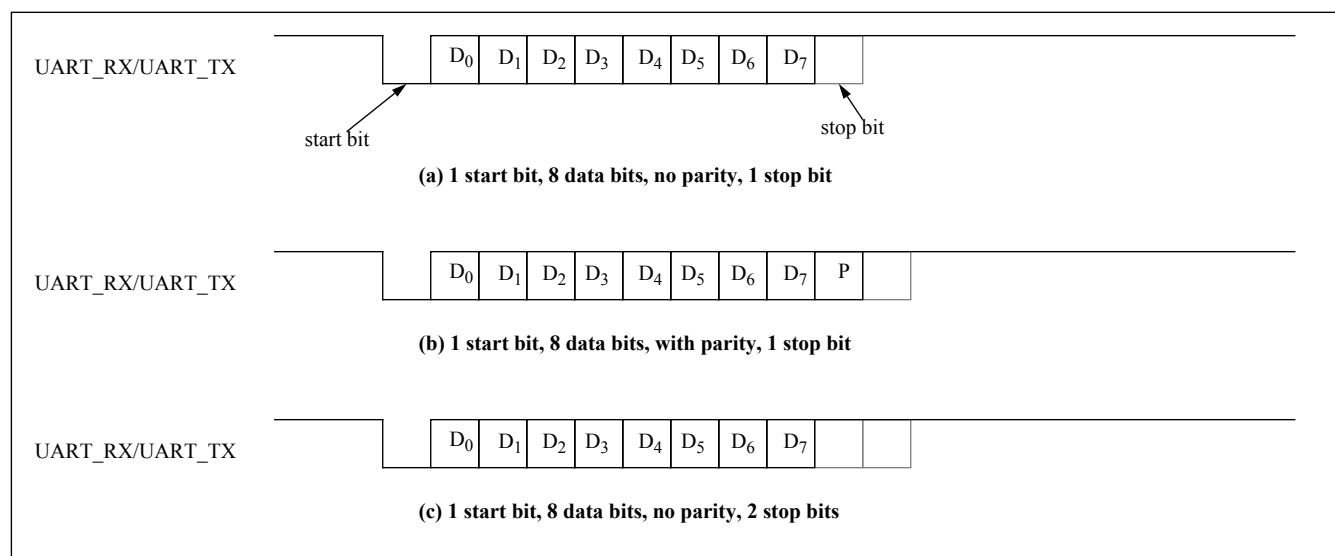 UART_RX/UART_TX D0 D1 D2 D3 D4 D5 D6 D7
start bit stop bit
(a) 1 start bit, 8 data bits, no parity, 1 stop bit
UART_RX/UART_TX D0 D1 D2 D3 D4 D5 D6 D7 P
(b) 1 start bit, 8 data bits, with parity, 1 stop bit
UART_RX/UART_TX D0 D1 D2 D3 D4 D5 D6 D7
(c) 1 start bit, 8 data bits, no parity, 2 stop bits